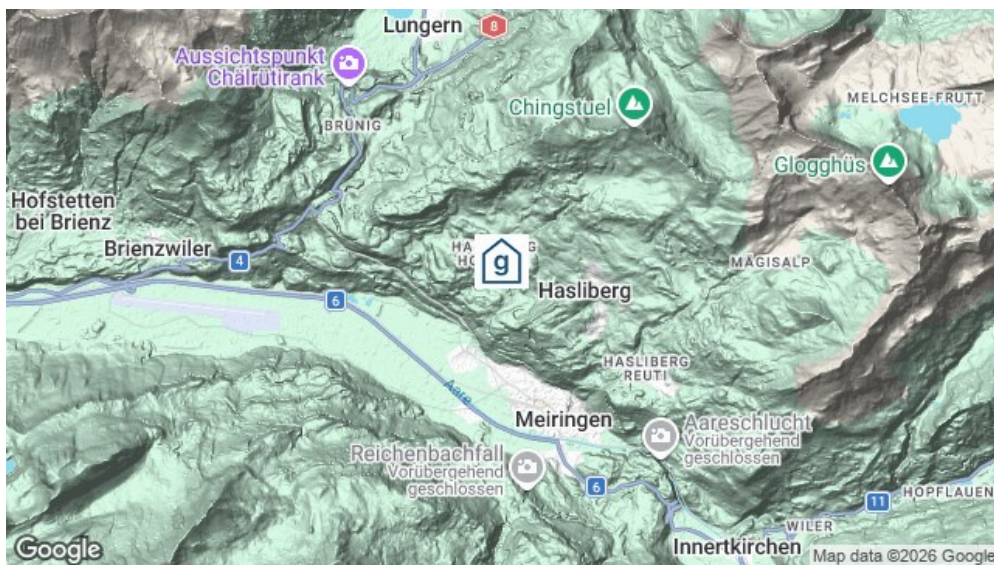 Lungern
8
Aussichtspunkt
Chälrütirank
Chingstuel
MELCHSEE-FRUTT
BRÜNIG
Glogghüs
Hofstetten
bei Brienz
Brienzwiler
4
g
MÄGISALP
Hasliberg
6
HASLIBERG
REUTI
Aare
Meiringen
Aareschlucht
Vorübergehend
geschlossen
Reichenbachfall
Vorübergehend
geschlossen
6
11
HOPFLAUEN
WILER
Innertkirchen
Google
Map data ©2026 Google